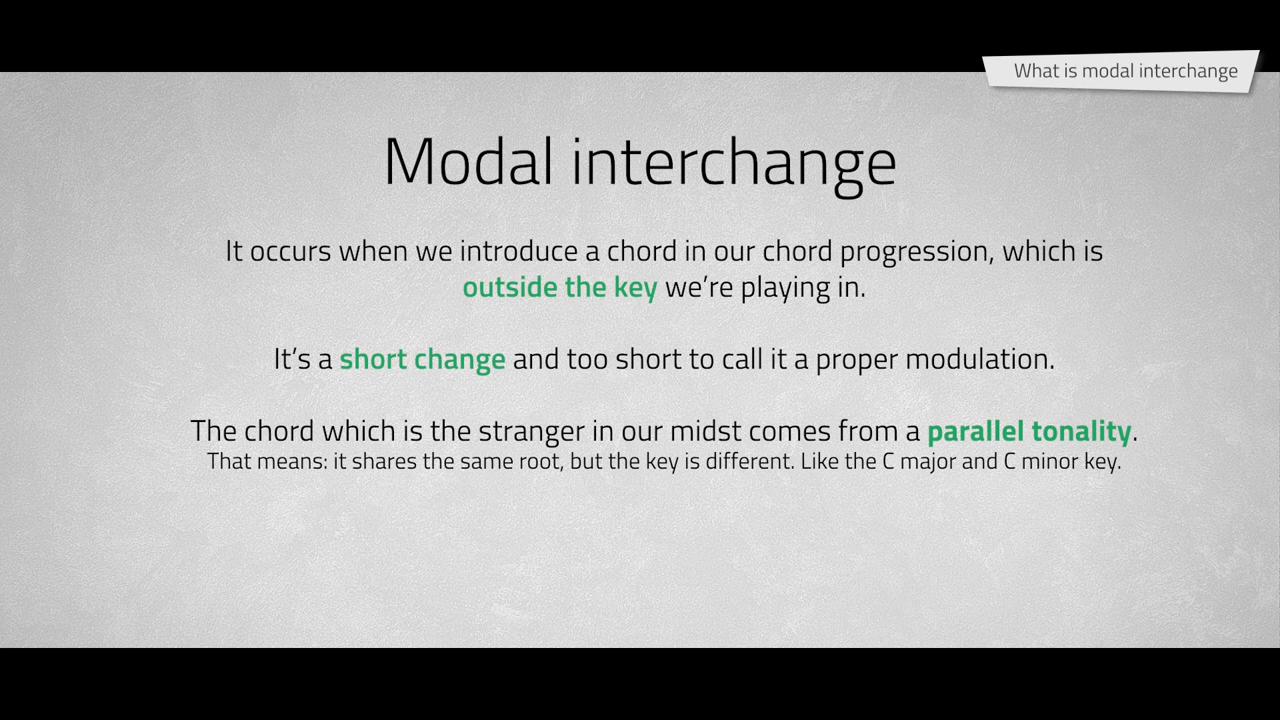 What is modal interchange
Modal interchange
It occurs when we introduce a chord in our chord progression, which is
outside the key we’re playing in.
It’s a short change and too short to call it a proper modulation.
The chord which is the stranger in our midst comes from a parallel tonality.
That means: it shares the same root, but the key is different. Like the C major and C minor key.